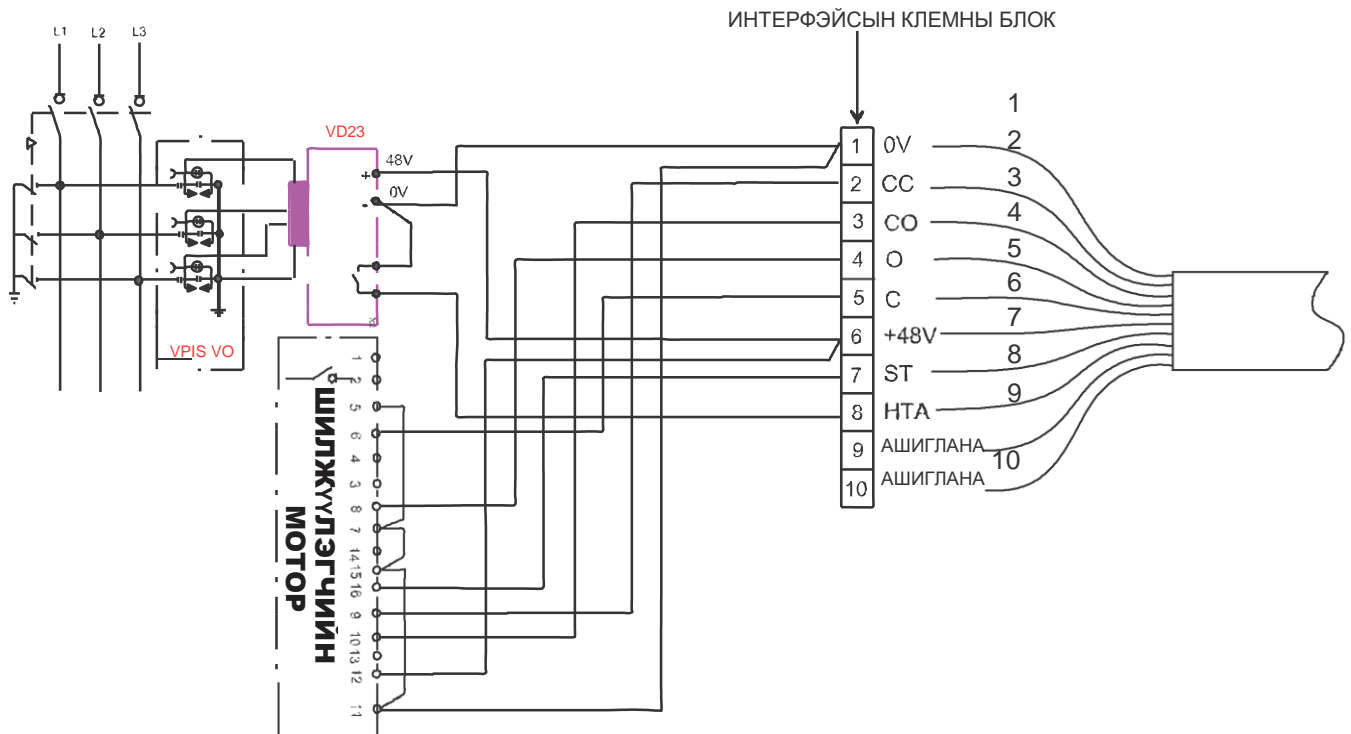 ИНТЕРФЭЙСЫН КЛЕМНЫ БЛОК
L1 L2 L3
VD23
48V
+
0V
-
VPIS VO
1 0V
2 CC
3 CO
4 O
5 C
6 +48V
7 ST
8 HTA
9 АШИГЛАНА
10 АШИГЛАНА
1
2
3
4
5
6
7
8
9
10
1
2
5
6
4
3
8
7
14
15
16
9
10
13
12
11
ШИЛЖҮҮЛЭГЧИЙН
МОТОР